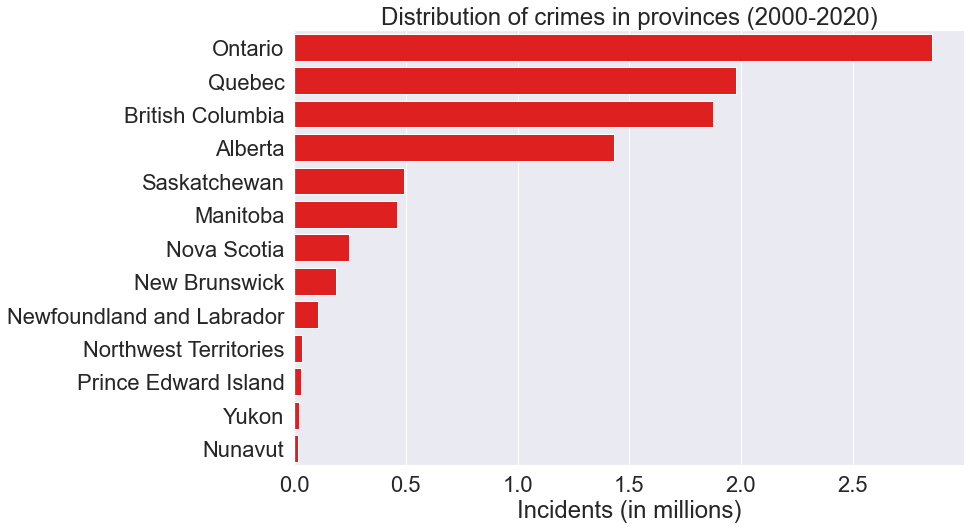 Distribution of crimes in provinces (2000-2020)
Ontario
Quebec
British Columbia
Alberta
Saskatchewan
Manitoba
Nova Scotia
New Brunswick
Newfoundland and Labrador
Northwest Territories
Prince Edward Island
Yukon
Nunavut
0.0 0.5 1.0 1.5 2.0 2.5
Incidents (in millions)